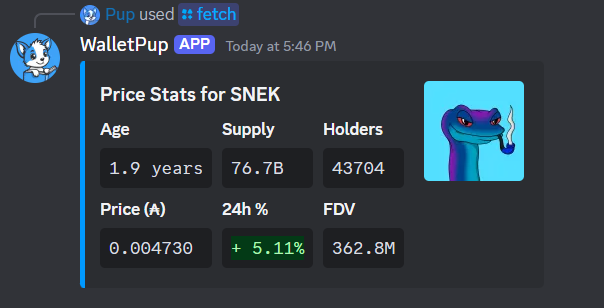 Pup used fetch
WalletPup APP Today at 5:46 PM
Price Stats for SNEK
Age Supply Holders
1.9 years 76.7B 43704
Price (₳) 24h % FDV
0.004730 + 5.11% 362.8M